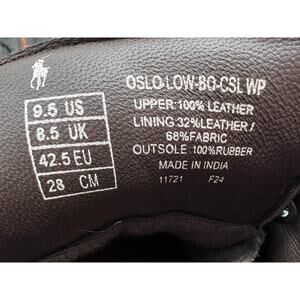 9.5 US
8.5 UK
42.5 EU
28 CM
OSLO-LOW-BO-CSL WP
UPPER:100% LEATHER
LINING:32%LEATHER/
68%FABRIC
OUTSOLE:100%RUBBER
MADE IN INDIA
11721 F24